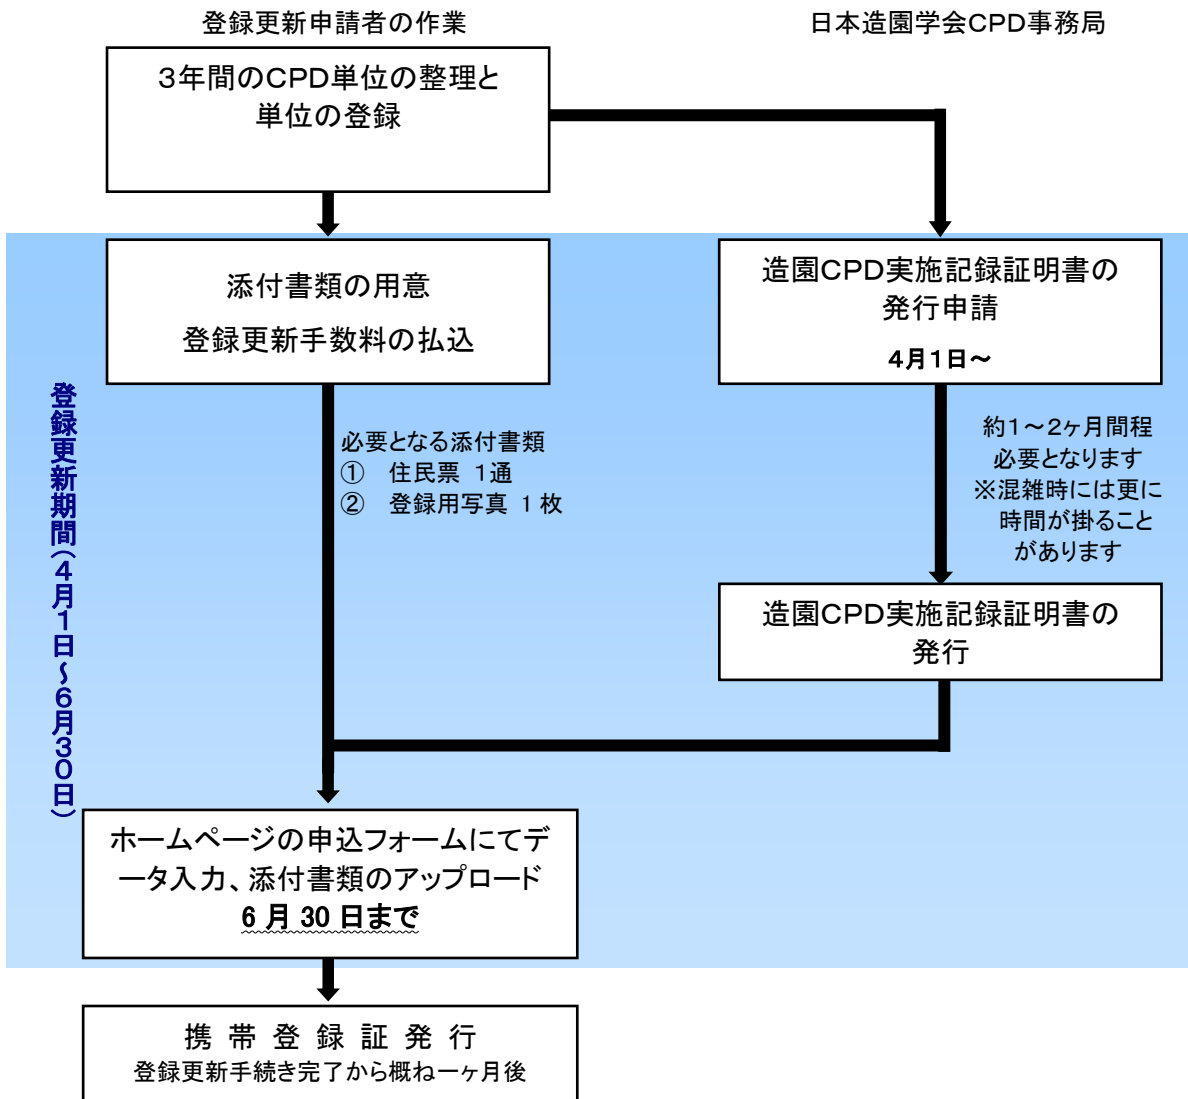 登録更新申請者の作業
日本造園学会CPD事務局
3年間のCPD単位の整理と
単位の登録
添付書類の用意
登録更新手数料の払込
造園CPD実施記録証明書の
発行申請
4月1日～
登録更新期間(4月1日～6月30日)
必要となる添付書類
① 住民票 1通
② 登録用写真 1枚
約1～2ヶ月間程
必要となります
※混雑時には更に
時間が掛ること
があります
造園CPD実施記録証明書の
発行
ホームページの申込フォームにてデ
ータ入力、添付書類のアップロード
6 月 30 日まで
携 帯 登 録 証 発 行
登録更新手続き完了から概ね一ヶ月後